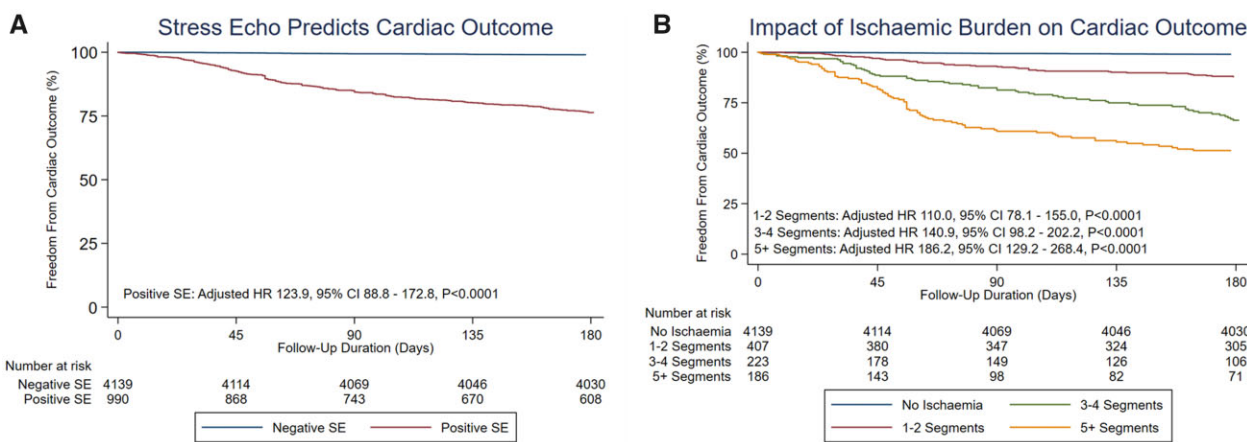 A
Stress Echo Predicts Cardiac Outcome
Freedom From Cardiac Outcome (%)
100
75
50
25
0
Positive SE: Adjusted HR 123.9, 95% CI 88.8 - 172.8, P<0.0001
0 45 90 135 180
Follow-Up Duration (Days)
Number at risk
Negative SE 4139 4114 4069 4046 4030
Positive SE 990 868 743 670 608
Negative SE Positive SE
B
Impact of Ischaemic Burden on Cardiac Outcome
Freedom From Cardiac Outcome (%)
100
75
50
25
0
1-2 Segments: Adjusted HR 110.0, 95% CI 78.1 - 155.0, P<0.0001
3-4 Segments: Adjusted HR 140.9, 95% CI 98.2 - 202.2, P<0.0001
5+ Segments: Adjusted HR 186.2, 95% CI 129.2 - 268.4, P<0.0001
0 45 90 135 180
Follow-Up Duration (Days)
Number at risk
No Ischaemia 4139 4114 4069 4046 4030
1-2 Segments 407 380 347 324 305
3-4 Segments 223 178 149 126 106
5+ Segments 186 143 98 82 71
No Ischaemia 3-4 Segments
1-2 Segments 5+ Segments